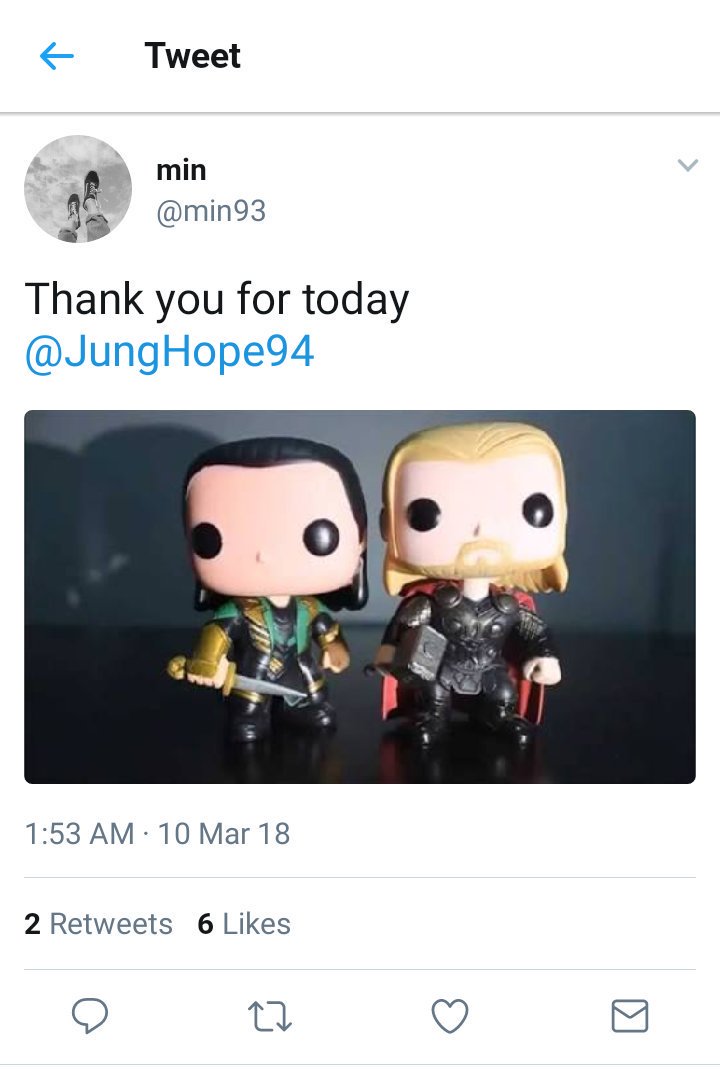 Tweet
min
@min93
Thank you for today
@JungHope94
1:53 AM · 10 Mar 18
2 Retweets 6 Likes